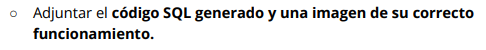 ○ Adjuntar el código SQL generado y una imagen de su correcto
funcionamiento.